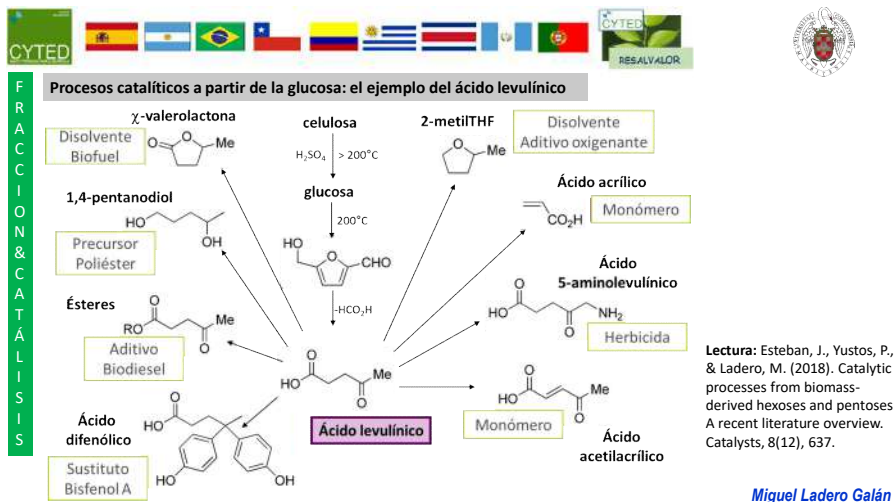 CYTED
CYTED
RESALVALOR
FRACCION&CATÁLISIS
Procesos catalíticos a partir de la glucosa: el ejemplo del ácido levulínico
χ-valerolactona
Disolvente
Biofuel
O
O
Me
celulosa
H₂SO₄
> 200°C
glucosa
200°C
HO
O
CHO
-HCO₂H
2-metilTHF
O
Me
Disolvente
Aditivo oxigenante
1,4-pentanodiol
HO
OH
Precursor
Poliéster
Ácido acrílico
CO₂H
Monómero
Ésteres
O
RO
Me
O
Aditivo
Biodiesel
Ácido
5-aminolevulínico
O
HO
NH₂
O
Herbicida
O
HO
Me
O
Ácido levulínico
Ácido
difenólico
O
HO
HO
OH
Sustituto
Bisfenol A
O
HO
Me
O
Monómero
Ácido
acetilacrílico
Lectura: Esteban, J., Yustos, P.,
& Ladero, M. (2018). Catalytic
processes from biomass-
derived hexoses and pentoses
A recent literature overview.
Catalysts, 8(12), 637.
Miguel Ladero Galán